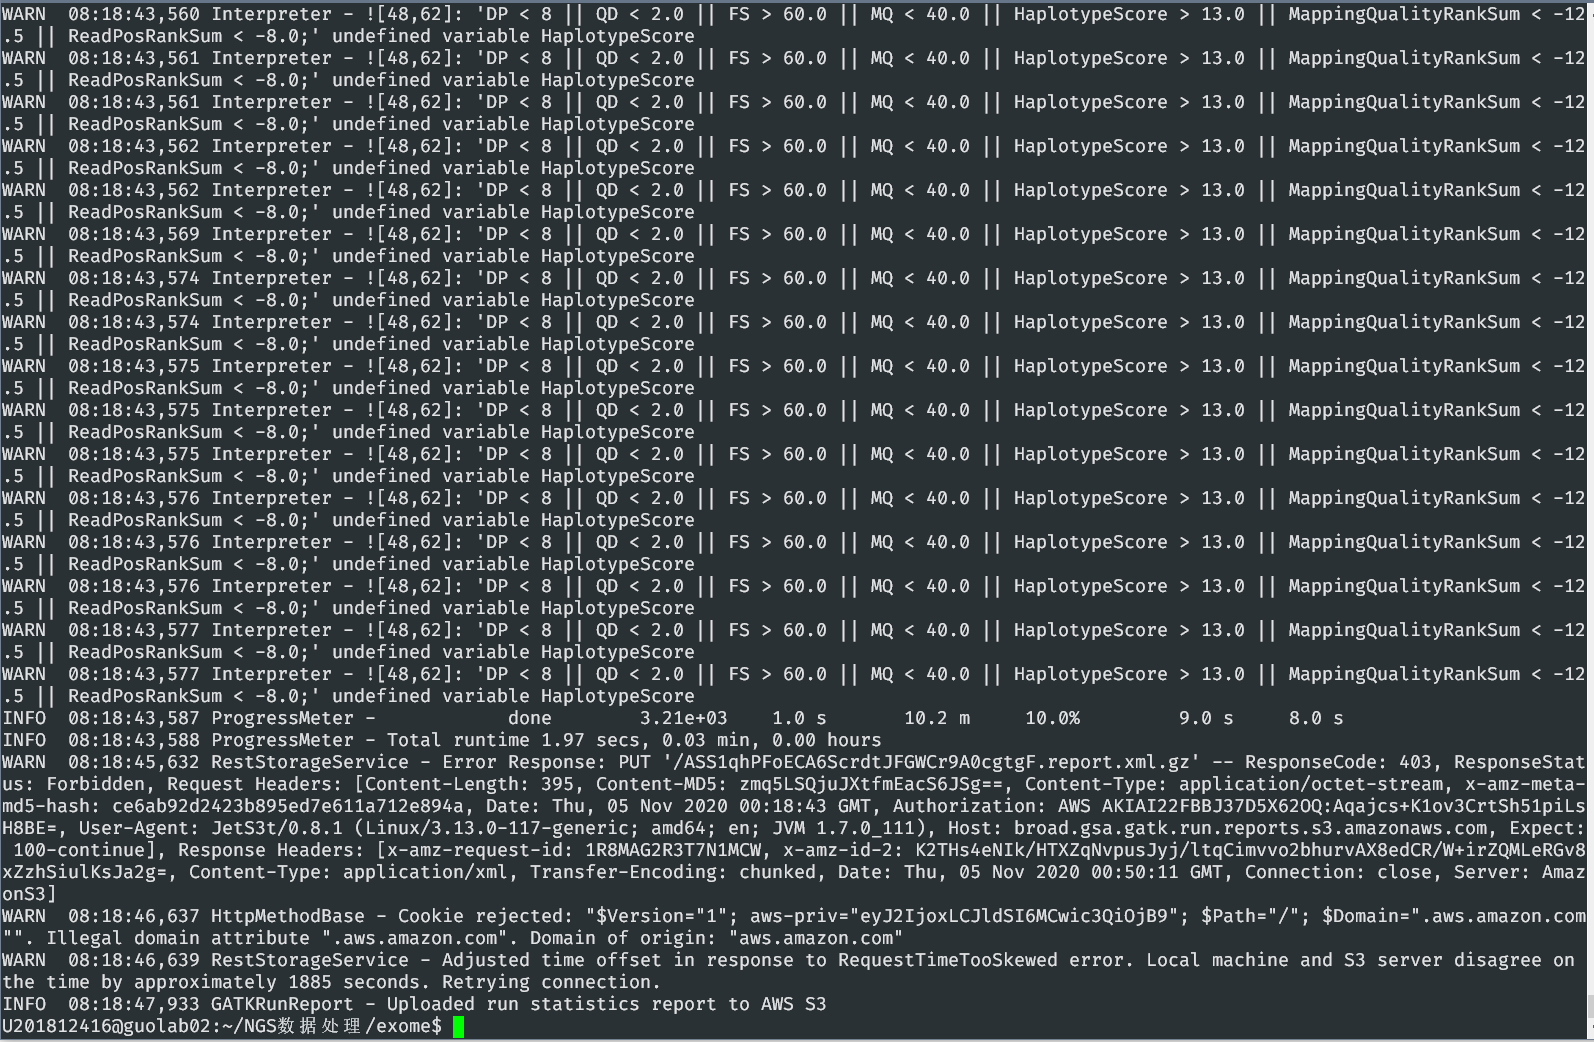 WARN  08:18:43,560 Interpreter - ![48,62]: 'DP < 8 || QD < 2.0 || FS > 60.0 || MQ < 40.0 || HaplotypeScore > 13.0 || MappingQualityRankSum < -12
.5 || ReadPosRankSum < -8.0;' undefined variable HaplotypeScore
WARN  08:18:43,561 Interpreter - ![48,62]: 'DP < 8 || QD < 2.0 || FS > 60.0 || MQ < 40.0 || HaplotypeScore > 13.0 || MappingQualityRankSum < -12
.5 || ReadPosRankSum < -8.0;' undefined variable HaplotypeScore
WARN  08:18:43,561 Interpreter - ![48,62]: 'DP < 8 || QD < 2.0 || FS > 60.0 || MQ < 40.0 || HaplotypeScore > 13.0 || MappingQualityRankSum < -12
.5 || ReadPosRankSum < -8.0;' undefined variable HaplotypeScore
WARN  08:18:43,562 Interpreter - ![48,62]: 'DP < 8 || QD < 2.0 || FS > 60.0 || MQ < 40.0 || HaplotypeScore > 13.0 || MappingQualityRankSum < -12
.5 || ReadPosRankSum < -8.0;' undefined variable HaplotypeScore
WARN  08:18:43,562 Interpreter - ![48,62]: 'DP < 8 || QD < 2.0 || FS > 60.0 || MQ < 40.0 || HaplotypeScore > 13.0 || MappingQualityRankSum < -12
.5 || ReadPosRankSum < -8.0;' undefined variable HaplotypeScore
WARN  08:18:43,569 Interpreter - ![48,62]: 'DP < 8 || QD < 2.0 || FS > 60.0 || MQ < 40.0 || HaplotypeScore > 13.0 || MappingQualityRankSum < -12
.5 || ReadPosRankSum < -8.0;' undefined variable HaplotypeScore
WARN  08:18:43,574 Interpreter - ![48,62]: 'DP < 8 || QD < 2.0 || FS > 60.0 || MQ < 40.0 || HaplotypeScore > 13.0 || MappingQualityRankSum < -12
.5 || ReadPosRankSum < -8.0;' undefined variable HaplotypeScore
WARN  08:18:43,574 Interpreter - ![48,62]: 'DP < 8 || QD < 2.0 || FS > 60.0 || MQ < 40.0 || HaplotypeScore > 13.0 || MappingQualityRankSum < -12
.5 || ReadPosRankSum < -8.0;' undefined variable HaplotypeScore
WARN  08:18:43,575 Interpreter - ![48,62]: 'DP < 8 || QD < 2.0 || FS > 60.0 || MQ < 40.0 || HaplotypeScore > 13.0 || MappingQualityRankSum < -12
.5 || ReadPosRankSum < -8.0;' undefined variable HaplotypeScore
WARN  08:18:43,575 Interpreter - ![48,62]: 'DP < 8 || QD < 2.0 || FS > 60.0 || MQ < 40.0 || HaplotypeScore > 13.0 || MappingQualityRankSum < -12
.5 || ReadPosRankSum < -8.0;' undefined variable HaplotypeScore
WARN  08:18:43,575 Interpreter - ![48,62]: 'DP < 8 || QD < 2.0 || FS > 60.0 || MQ < 40.0 || HaplotypeScore > 13.0 || MappingQualityRankSum < -12
.5 || ReadPosRankSum < -8.0;' undefined variable HaplotypeScore
WARN  08:18:43,576 Interpreter - ![48,62]: 'DP < 8 || QD < 2.0 || FS > 60.0 || MQ < 40.0 || HaplotypeScore > 13.0 || MappingQualityRankSum < -12
.5 || ReadPosRankSum < -8.0;' undefined variable HaplotypeScore
WARN  08:18:43,576 Interpreter - ![48,62]: 'DP < 8 || QD < 2.0 || FS > 60.0 || MQ < 40.0 || HaplotypeScore > 13.0 || MappingQualityRankSum < -12
.5 || ReadPosRankSum < -8.0;' undefined variable HaplotypeScore
WARN  08:18:43,576 Interpreter - ![48,62]: 'DP < 8 || QD < 2.0 || FS > 60.0 || MQ < 40.0 || HaplotypeScore > 13.0 || MappingQualityRankSum < -12
.5 || ReadPosRankSum < -8.0;' undefined variable HaplotypeScore
WARN  08:18:43,577 Interpreter - ![48,62]: 'DP < 8 || QD < 2.0 || FS > 60.0 || MQ < 40.0 || HaplotypeScore > 13.0 || MappingQualityRankSum < -12
.5 || ReadPosRankSum < -8.0;' undefined variable HaplotypeScore
WARN  08:18:43,577 Interpreter - ![48,62]: 'DP < 8 || QD < 2.0 || FS > 60.0 || MQ < 40.0 || HaplotypeScore > 13.0 || MappingQualityRankSum < -12
.5 || ReadPosRankSum < -8.0;' undefined variable HaplotypeScore
INFO  08:18:43,587 ProgressMeter -            done        3.21e+03    1.0 s       10.2 m     10.0%         9.0 s     8.0 s
INFO  08:18:43,588 ProgressMeter - Total runtime 1.97 secs, 0.03 min, 0.00 hours
WARN  08:18:45,632 RestStorageService - Error Response: PUT '/ASS1qhPFoECA6ScrdtJFGWCr9A0cgtgF.report.xml.gz' -- ResponseCode: 403, ResponseStat
us: Forbidden, Request Headers: [Content-Length: 395, Content-MD5: zmq5LSQjuJXtfmEacS6JSg==, Content-Type: application/octet-stream, x-amz-meta-
md5-hash: ce6ab92d2423b895ed7e611a712e894a, Date: Thu, 05 Nov 2020 00:18:43 GMT, Authorization: AWS AKIAI22FBBJ37D5X62OQ:Aqajcs+K1ov3CrtSh51piLs
H8BE=, User-Agent: JetS3t/0.8.1 (Linux/3.13.0-117-generic; amd64; en; JVM 1.7.0_111), Host: broad.gsa.gatk.run.reports.s3.amazonaws.com, Expect:
 100-continue], Response Headers: [x-amz-request-id: 1R8MAG2R3T7N1MCW, x-amz-id-2: K2THs4eNIk/HTXZqNvpusJyj/ltqCimvvo2bhurvAX8edCR/W+irZQMLeRGv8
xZzhSiulKsJa2g=, Content-Type: application/xml, Transfer-Encoding: chunked, Date: Thu, 05 Nov 2020 00:50:11 GMT, Connection: close, Server: Amaz
onS3]
WARN  08:18:46,637 HttpMethodBase - Cookie rejected: "$Version="1"; aws-priv="eyJ2IjoxLCJldSI6MCwic3QiOjB9"; $Path="/"; $Domain=".aws.amazon.com
"". Illegal domain attribute ".aws.amazon.com". Domain of origin: "aws.amazon.com"
WARN  08:18:46,639 RestStorageService - Adjusted time offset in response to RequestTimeTooSkewed error. Local machine and S3 server disagree on 
the time by approximately 1885 seconds. Retrying connection.
INFO  08:18:47,933 GATKRunReport - Uploaded run statistics report to AWS S3
U201812416@guolab02:~/NGS数据处理/exome$